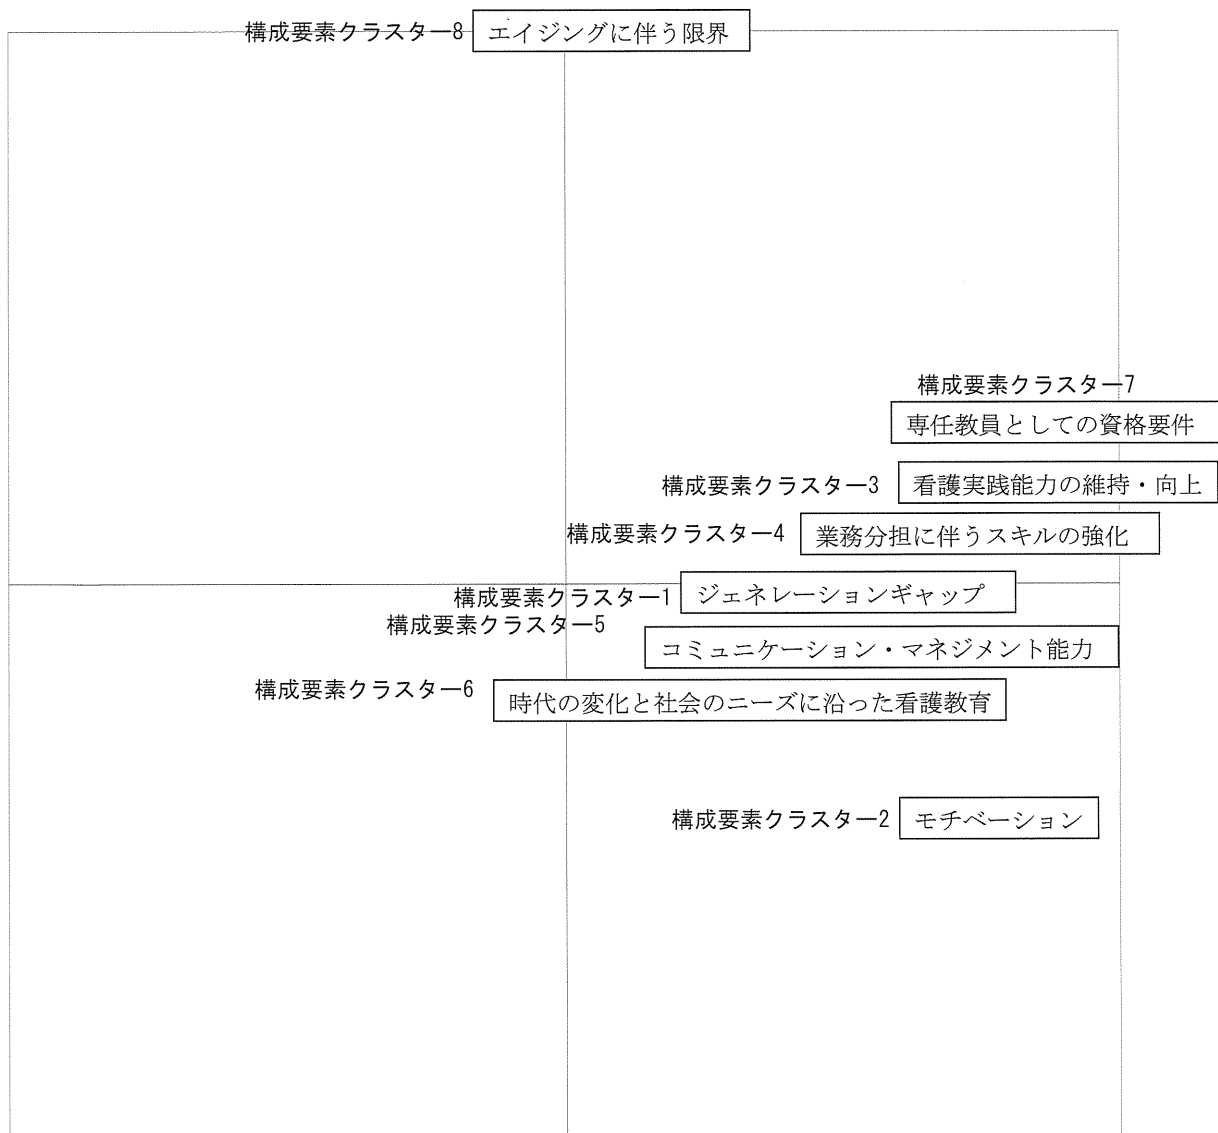 構成要素クラスター8 エイジングに伴う限界
構成要素クラスター7
専任教員としての資格要件
構成要素クラスター3 看護実践能力の維持・向上
構成要素クラスター4 業務分担に伴うスキルの強化
構成要素クラスター1 ジェネレーションギャップ
構成要素クラスター5
コミュニケーション・マネジメント能力
構成要素クラスター6 時代の変化と社会のニーズに沿った看護教育
構成要素クラスター2 モチベーション